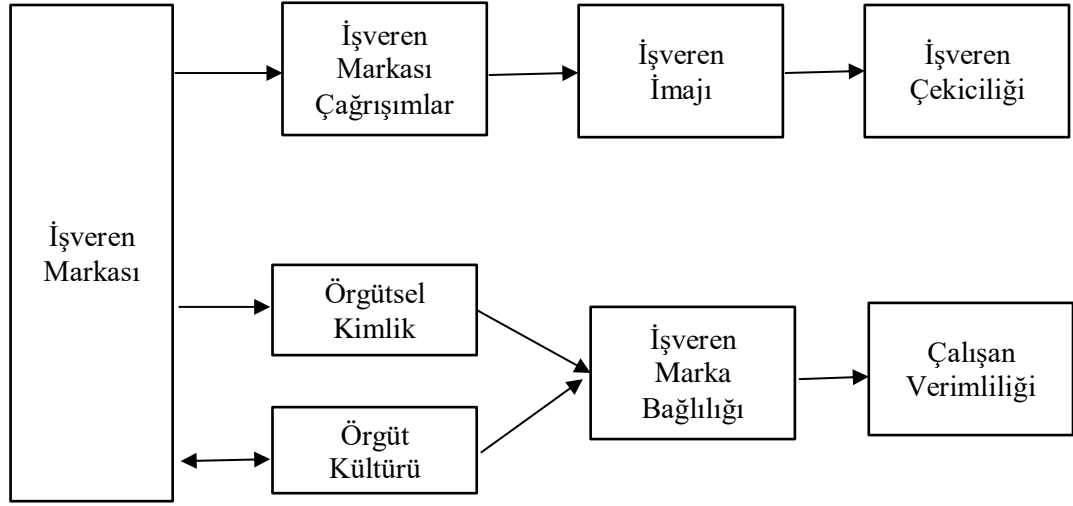 İşveren
Markası
Çağrışımlar
İşveren
İmajı
İşveren
Çekiciliği
İşveren
Markası
Örgütsel
Kimlik
İşveren
Marka
Bağlılığı
Çalışan
Verimliliği
Örgüt
Kültürü